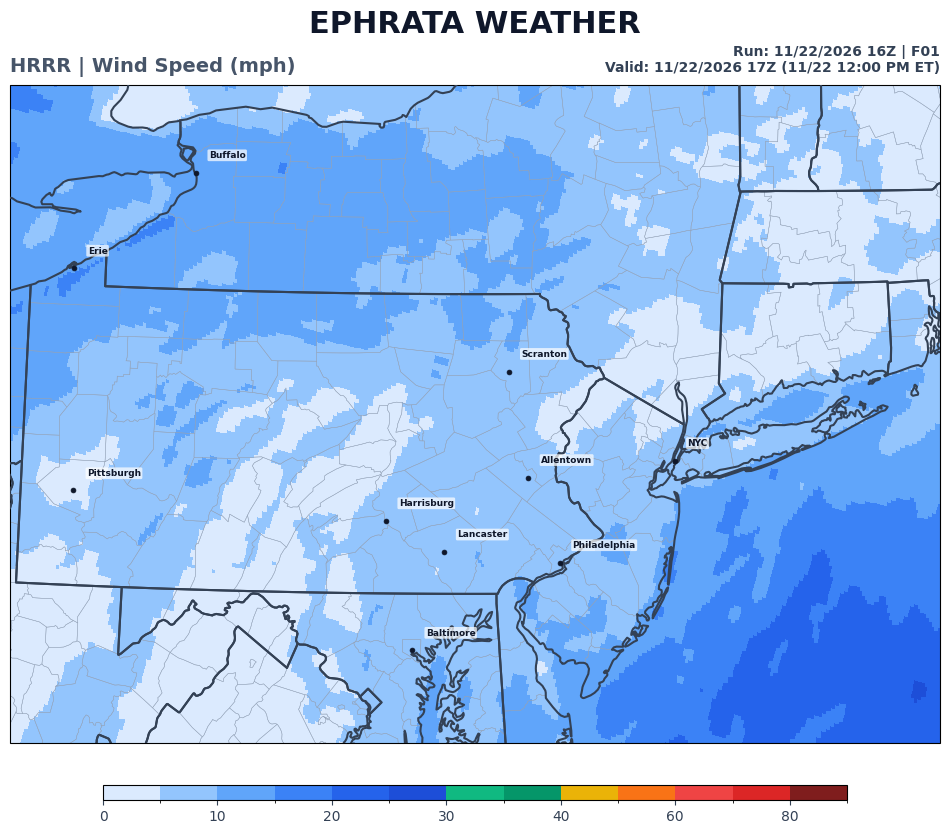 EPHRATA WEATHER
HRRR | Wind Speed (mph)
Run: 11/22/2026 16Z | F01
Valid: 11/22/2026 17Z (11/22 12:00 PM ET)
Buffalo
Erie
Scranton
NYC
Allentown
Pittsburgh
Harrisburg
Lancaster
Philadelphia
Baltimore
0 10 20 30 40 60 80